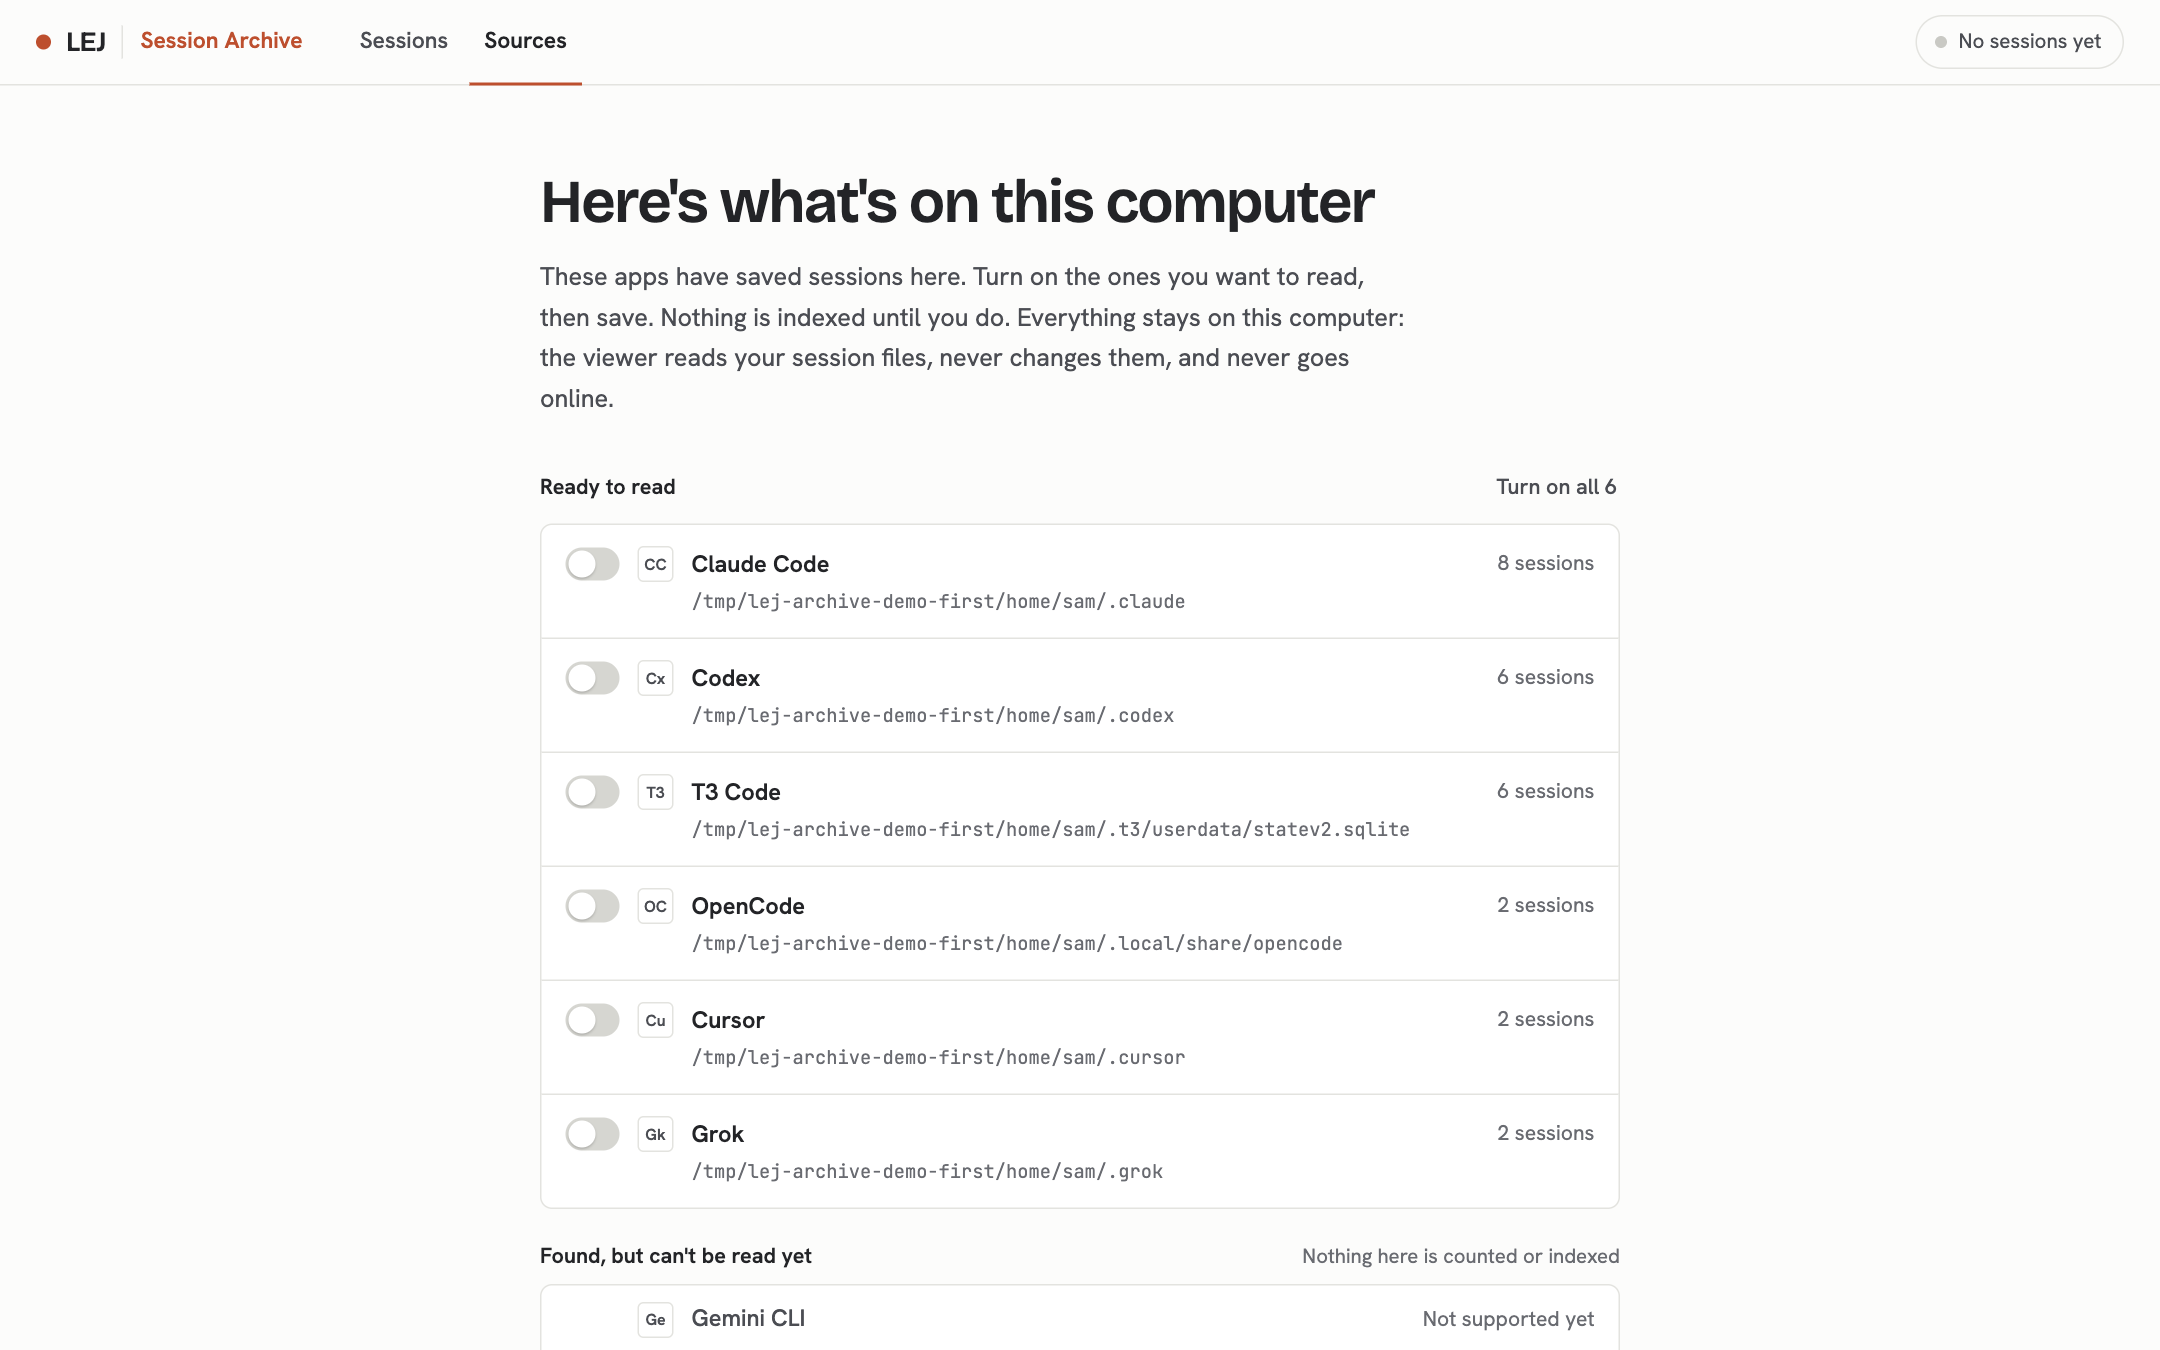 LEJ
Session Archive
Sessions
Sources
No sessions yet
Here's what's on this computer
These apps have saved sessions here. Turn on the ones you want to read,
then save. Nothing is indexed until you do. Everything stays on this computer:
the viewer reads your session files, never changes them, and never goes
online.
Ready to read
Turn on all 6
CC
Claude Code
8 sessions
/tmp/lej-archive-demo-first/home/sam/.claude
Cx
Codex
6 sessions
/tmp/lej-archive-demo-first/home/sam/.codex
T3
T3 Code
6 sessions
/tmp/lej-archive-demo-first/home/sam/.t3/userdata/statev2.sqlite
OC
OpenCode
2 sessions
/tmp/lej-archive-demo-first/home/sam/.local/share/opencode
Cu
Cursor
2 sessions
/tmp/lej-archive-demo-first/home/sam/.cursor
Gk
Grok
2 sessions
/tmp/lej-archive-demo-first/home/sam/.grok
Found, but can't be read yet
Nothing here is counted or indexed
Ge
Gemini CLI
Not supported yet